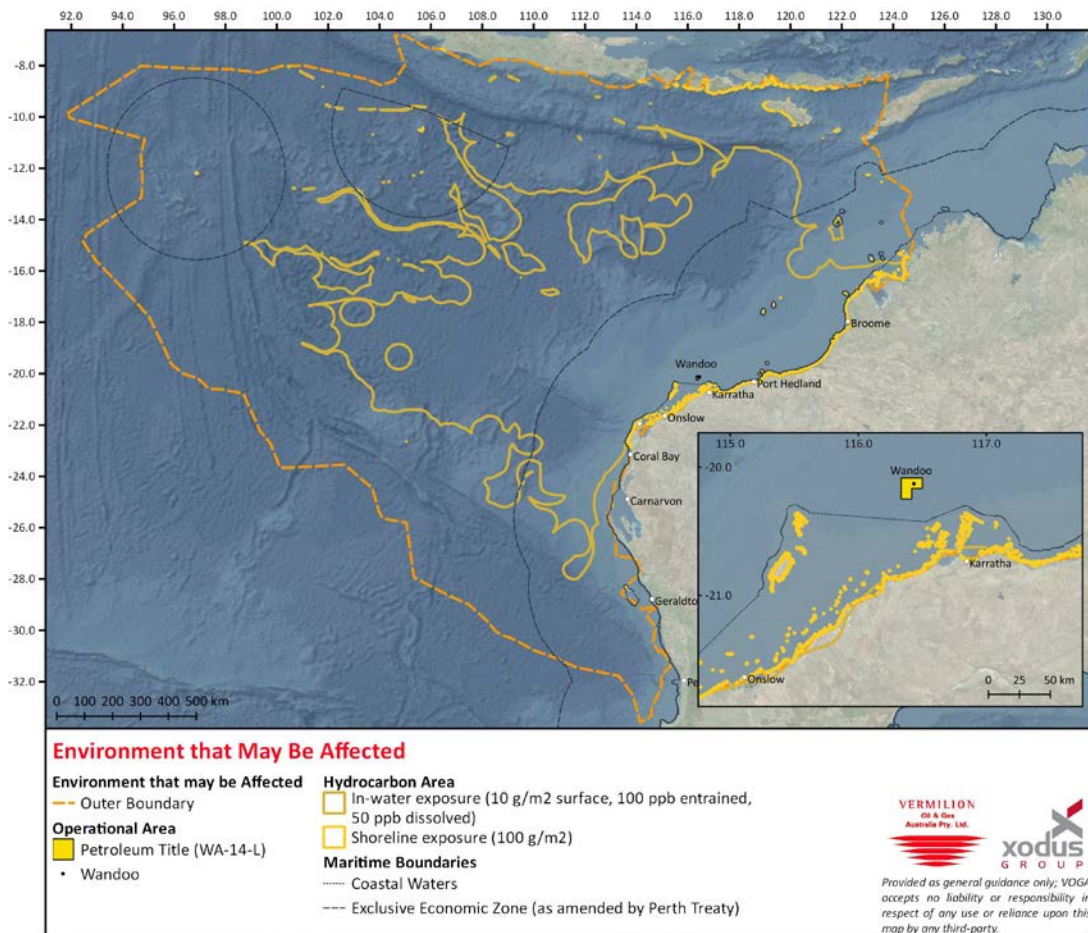 92.0 94.0 96.0 98.0 100.0 102.0 104.0 106.0 108.0 110.0 112.0 114.0 116.0 118.0 120.0 122.0 124.0 126.0 128.0 130.0
-8.0
-10.0
-12.0
-14.0
-16.0
-18.0
Broome
Wandoo
-20.0
Port Hedland
Karratha
Onslow
-22.0
Coral Bay
-24.0
Carnarvon
-26.0
-28.0
Geraldto
-30.0
-32.0
Pe
0 100200300400500 km
115.0 116.0 117.0
-20.0
Wandoo
Karratha
-21.0
Onslow
0 25 50 km
Environment that May Be Affected
Environment that may be Affected
Outer Boundary
Operational Area
Petroleum Title (WA-14-L)
Wandoo
Hydrocarbon Area
In-water exposure (10 g/m2 surface, 100 ppb entrained,
50 ppb dissolved)
Shoreline exposure (100 g/m2)
Maritime Boundaries
Coastal Waters
Exclusive Economic Zone (as amended by Perth Treaty)
VERMILION
Oil & Gas
Australia Pty. Ltd.
xodus
GROUP
Provided as general guidance only; VOGA
accepts no liability or responsibility in
respect of any use or reliance upon this
map by any third-party.